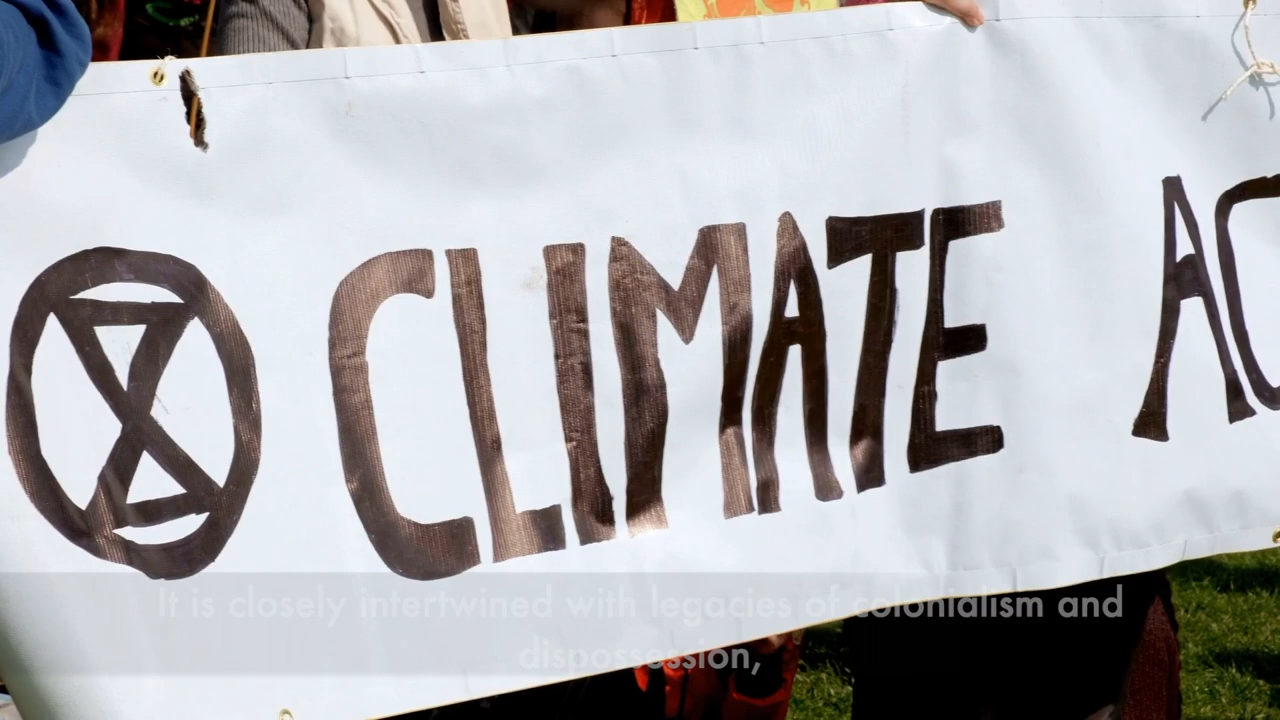 CLIMATE AC
It is closely intertwined with legacies of colonialism and
dispossession,